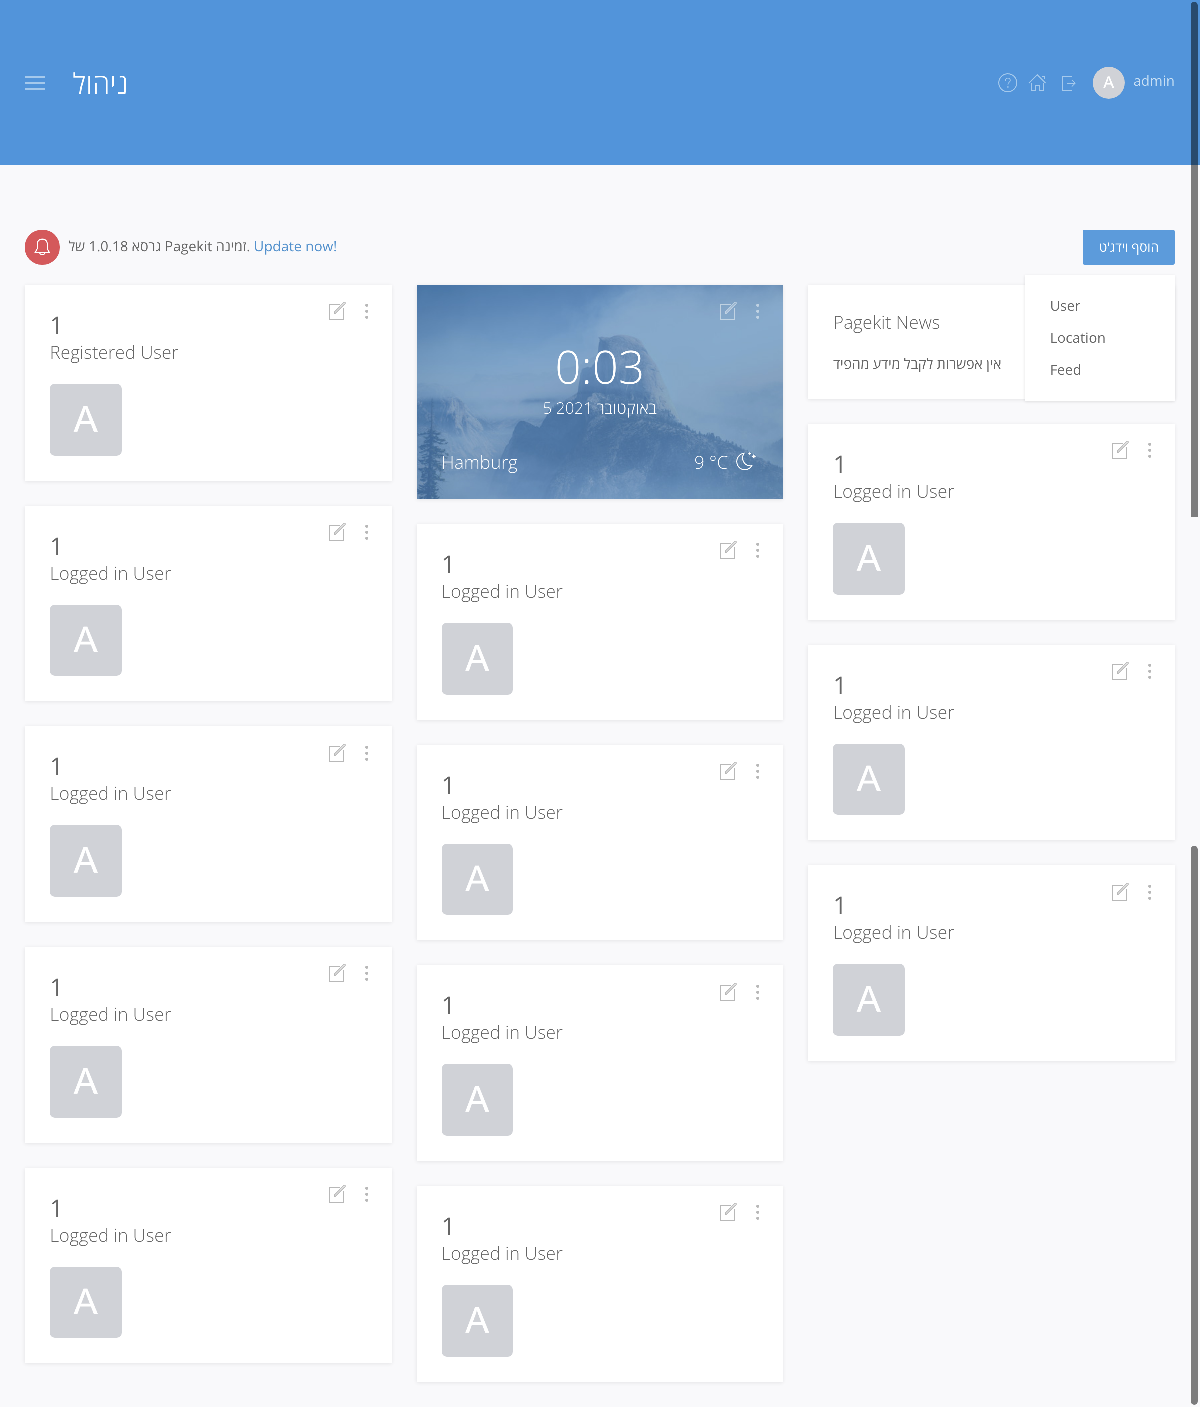 ניהול
A admin
גרסא 1.0.18 של Pagekit זמינה. Update now!
הוסף וידג'ט
User
Location
Feed
1
Registered User
A
1
Logged in User
A
1
Logged in User
A
1
Logged in User
A
1
Logged in User
A
0:03
5 באוקטובר 2021
Hamburg
9 °C
1
Logged in User
A
1
Logged in User
A
1
Logged in User
A
1
Logged in User
A
Pagekit News
אין אפשרות לקבל מידע מהפיד
1
Logged in User
A
1
Logged in User
A
1
Logged in User
A